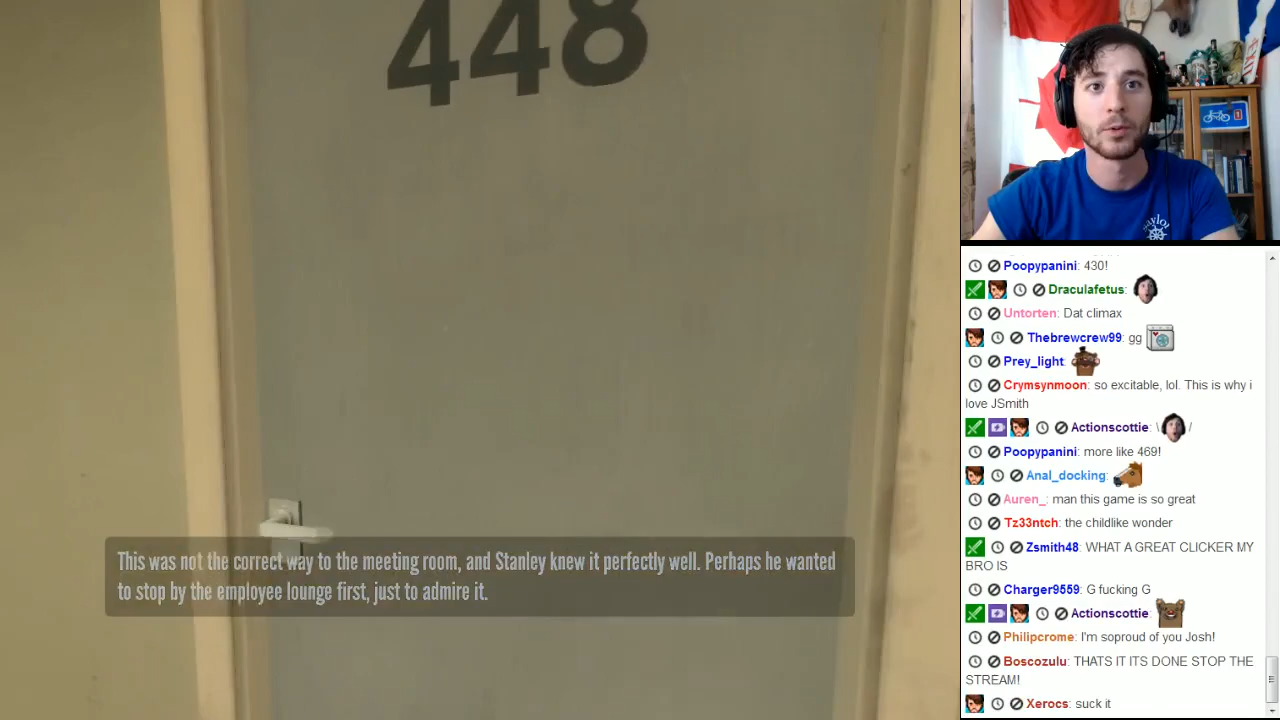 448
This was not the correct way to the meeting room, and Stanley knew it perfectly well. Perhaps he wanted
to stop by the employee lounge first, just to admire it.
Poopypanini: 430!
Draculafetus:
Untorten: Dat climax
Thebrewcrew99: gg
Prey_light:
Crymsynmoon: so excitable, lol. This is why i
love JSmith
Actionscottie: \ /
Poopypanini: more like 469!
Anal_docking:
Auren_: man this game is so great
Tz33ntch: the childlike wonder
Zsmith48: WHAT A GREAT CLICKER MY
BRO IS
Charger9559: G fucking G
Actionscottie:
Philipcrome: I'm soproud of you Josh!
Boscozulu: THATS IT ITS DONE STOP THE
STREAM!
Xerocs: suck it